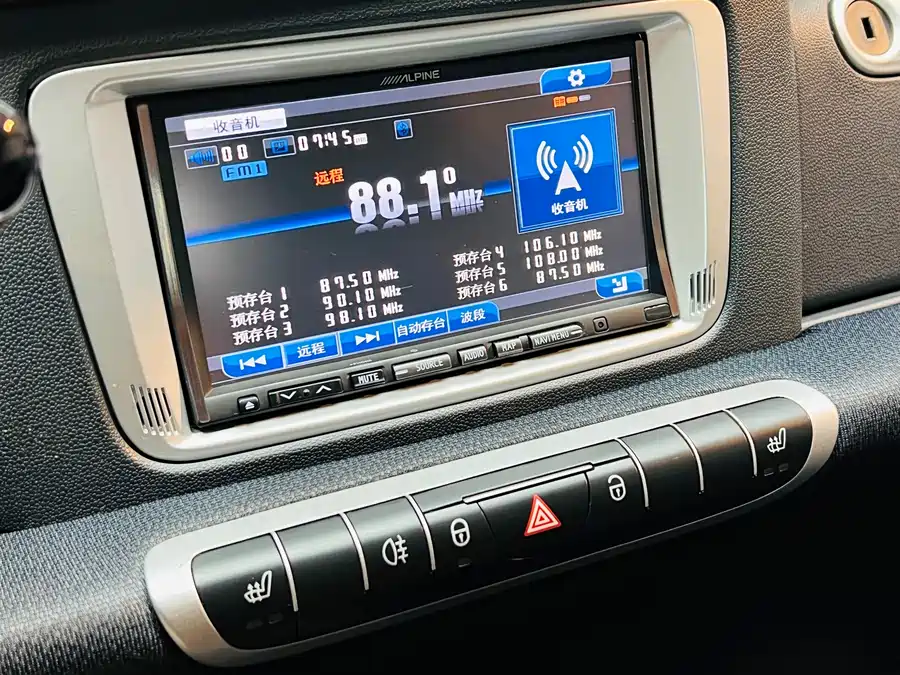 ALPINE
收音机
00 07:45
FM1
远程
88.10 MHz
收音机
预存台 1 87.50 MHz
预存台 2 90.10 MHz
预存台 3 98.10 MHz
预存台 4 106.10 MHz
预存台 5 108.00 MHz
预存台 6 87.50 MHz
远程 自动存台 波段
MUTE SOURCE AUDIO MAP NAVI MENU